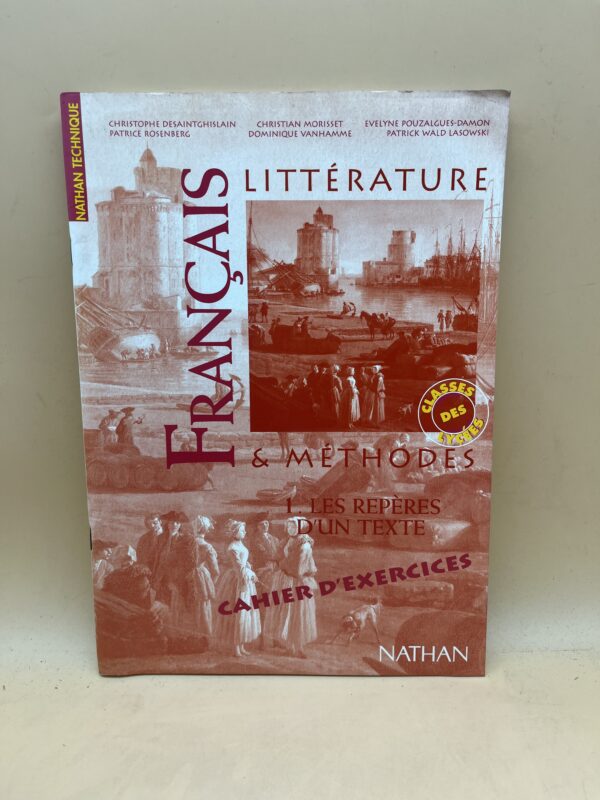 NATHAN TECHNIQUE
CHRISTOPHE DESAINTGHISLAIN CHRISTIAN MORISSET EVELYNE POUZALGUES-DAMON
PATRICE ROSENBERG DOMINIQUE VANHAMME PATRICK WALD LASOWSKI
FRANÇAIS
LITTÉRATURE
CLASSES
DES
LYCÉES
& MÉTHODES
1. LES REPÈRES
D'UN TEXTE
CAHIER D'EXERCICES
NATHAN